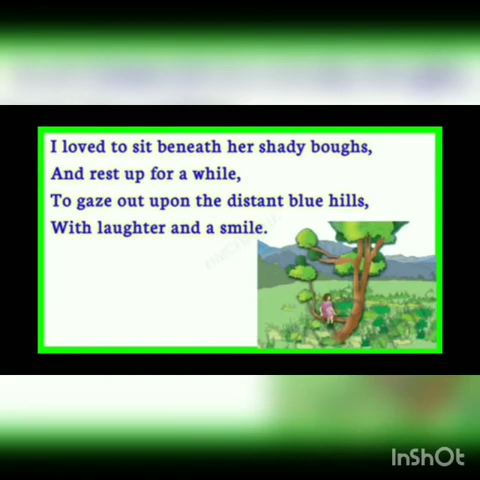 I loved to sit beneath her shady boughs,
And rest up for a while,
To gaze out upon the distant blue hills,
With laughter and a smile.
InShOt